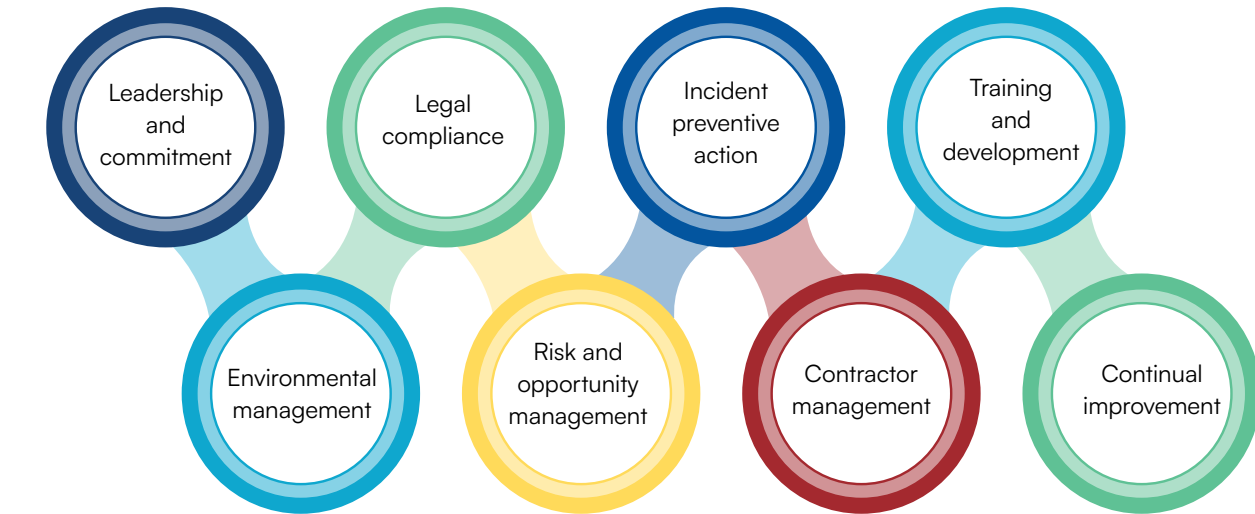 Leadership
and
commitment
Environmental
management
Legal
compliance
Risk and
opportunity
management
Incident
preventive
action
Contractor
management
Training
and
development
Continual
improvement